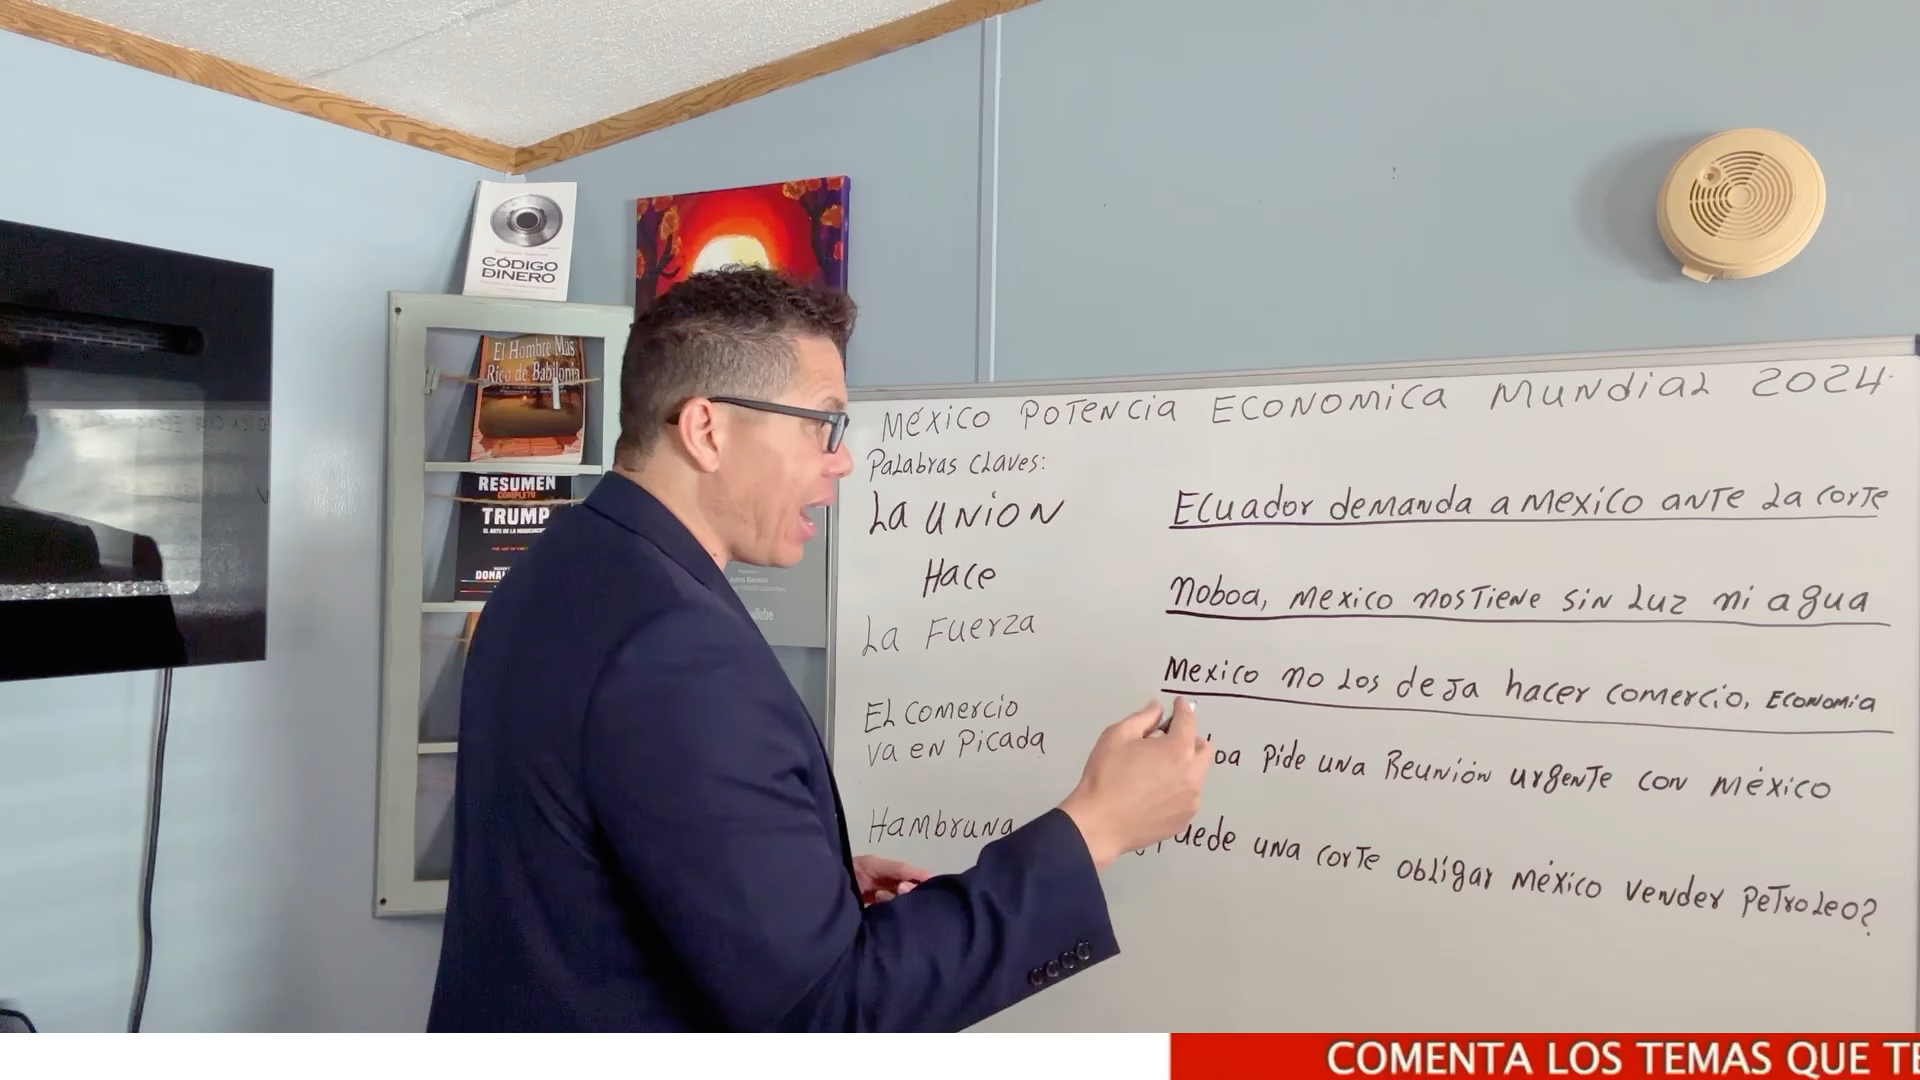 CÓDIGO
DINERO
El Hombre Más
Rico de Babilonia
RESUMEN
COMPLETO
TRUMP
MéXICO POTENCIA ECONOMICA MUNDIAL 2024
PALABRAS CLAVES:
LA UNION
HACE
LA FUERZA
EL COMERCIO
VA EN PICADA
HAMBRUNA
ECUADOR demanda a MEXICO ANTE LA CORTE
NOBOA, MEXICO NOS TIENE SIN LUZ NI AGUA
MEXICO NO LOS DEJA HACER COMERCIO, ECONOMIA
PIDE UNA REUNIÓN URGENTE CON MÉXICO
UNA CORTE OBLIGAR MÉXICO VENDER PETROLEO?
COMENTA LOS TEMAS QUE